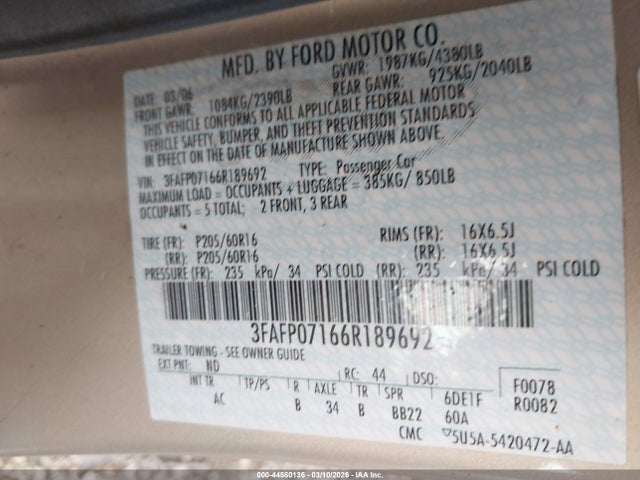 MFD. BY FORD MOTOR CO.
DATE 03/06 GVWR: 1987KG/4380LB
FRONT GAWR: 1084KG/2390LB REAR GAWR: 925KG/2040LB
THIS VEHICLE CONFORMS TO ALL APPLICABLE FEDERAL MOTOR
VEHICLE SAFETY, BUMPER, AND THEFT PREVENTION STANDARDS
IN EFFECT ON THE DATE OF MANUFACTURE SHOWN ABOVE.
VIN: 3FAFP07166R189692 TYPE: Passenger Car
MAXIMUM LOAD = OCCUPANTS + LUGGAGE = 385KG/ 850LB
OCCUPANTS = 5 TOTAL; 2 FRONT, 3 REAR
TIRE (FR): P205/60R16 RIMS (FR): 16X6.5J
(RR): P205/60R16 (RR): 16X6.5J
PRESSURE (FR): 235 kPa/ 34 PSI COLD (RR): 235 kPa/ 34 PSI COLD
3FAFP07166R189692
TRAILER TOWING - SEE OWNER GUIDE
EXT PNT: ND RC: 44 DSO: F0078
INT TR TP/PS R AXLE TR SPR 6DE1F R0082
AC B 34 B BB22 60A
CMC 5U5A-5420472-AA
000-44560136 - 03/10/2026 - IAA, Inc.